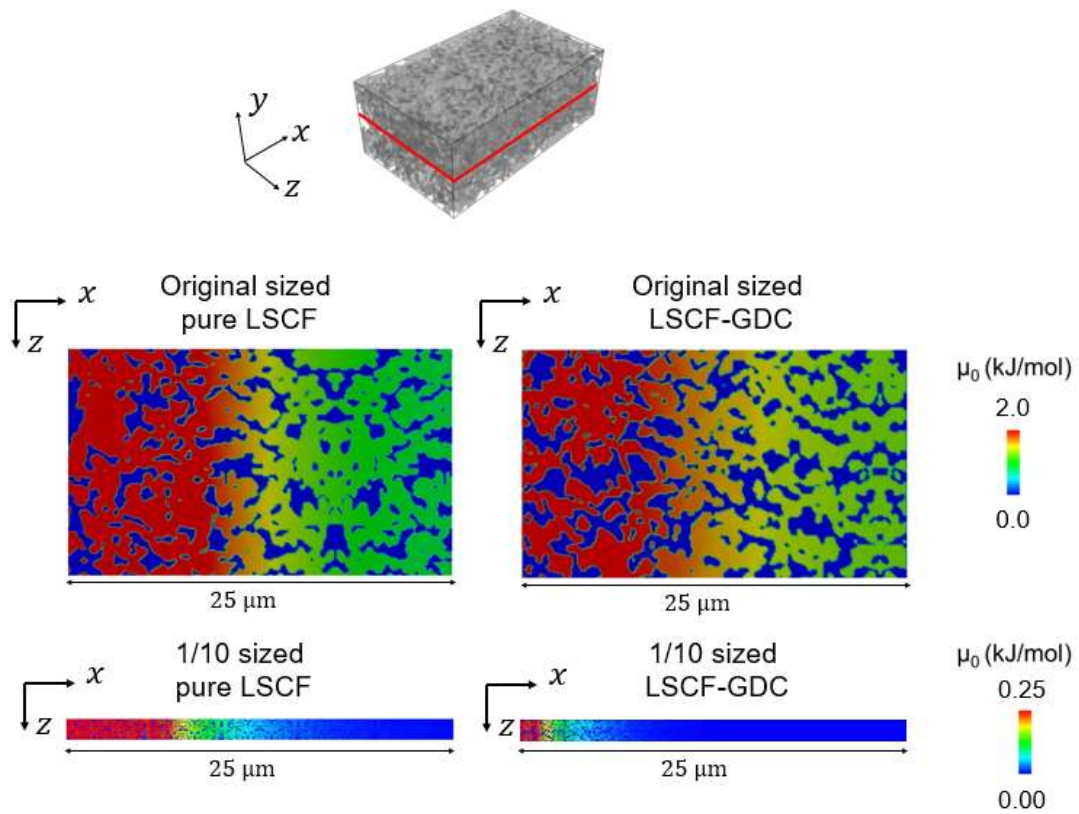 y
x
z
x
Original sized
pure LSCF
z
x
Original sized
LSCF-GDC
z
μ₀ (kJ/mol)
2.0
0.0
25 μm
25 μm
1/10 sized
pure LSCF
x
z
1/10 sized
LSCF-GDC
x
z
μ₀ (kJ/mol)
0.25
0.00
25 μm
25 μm